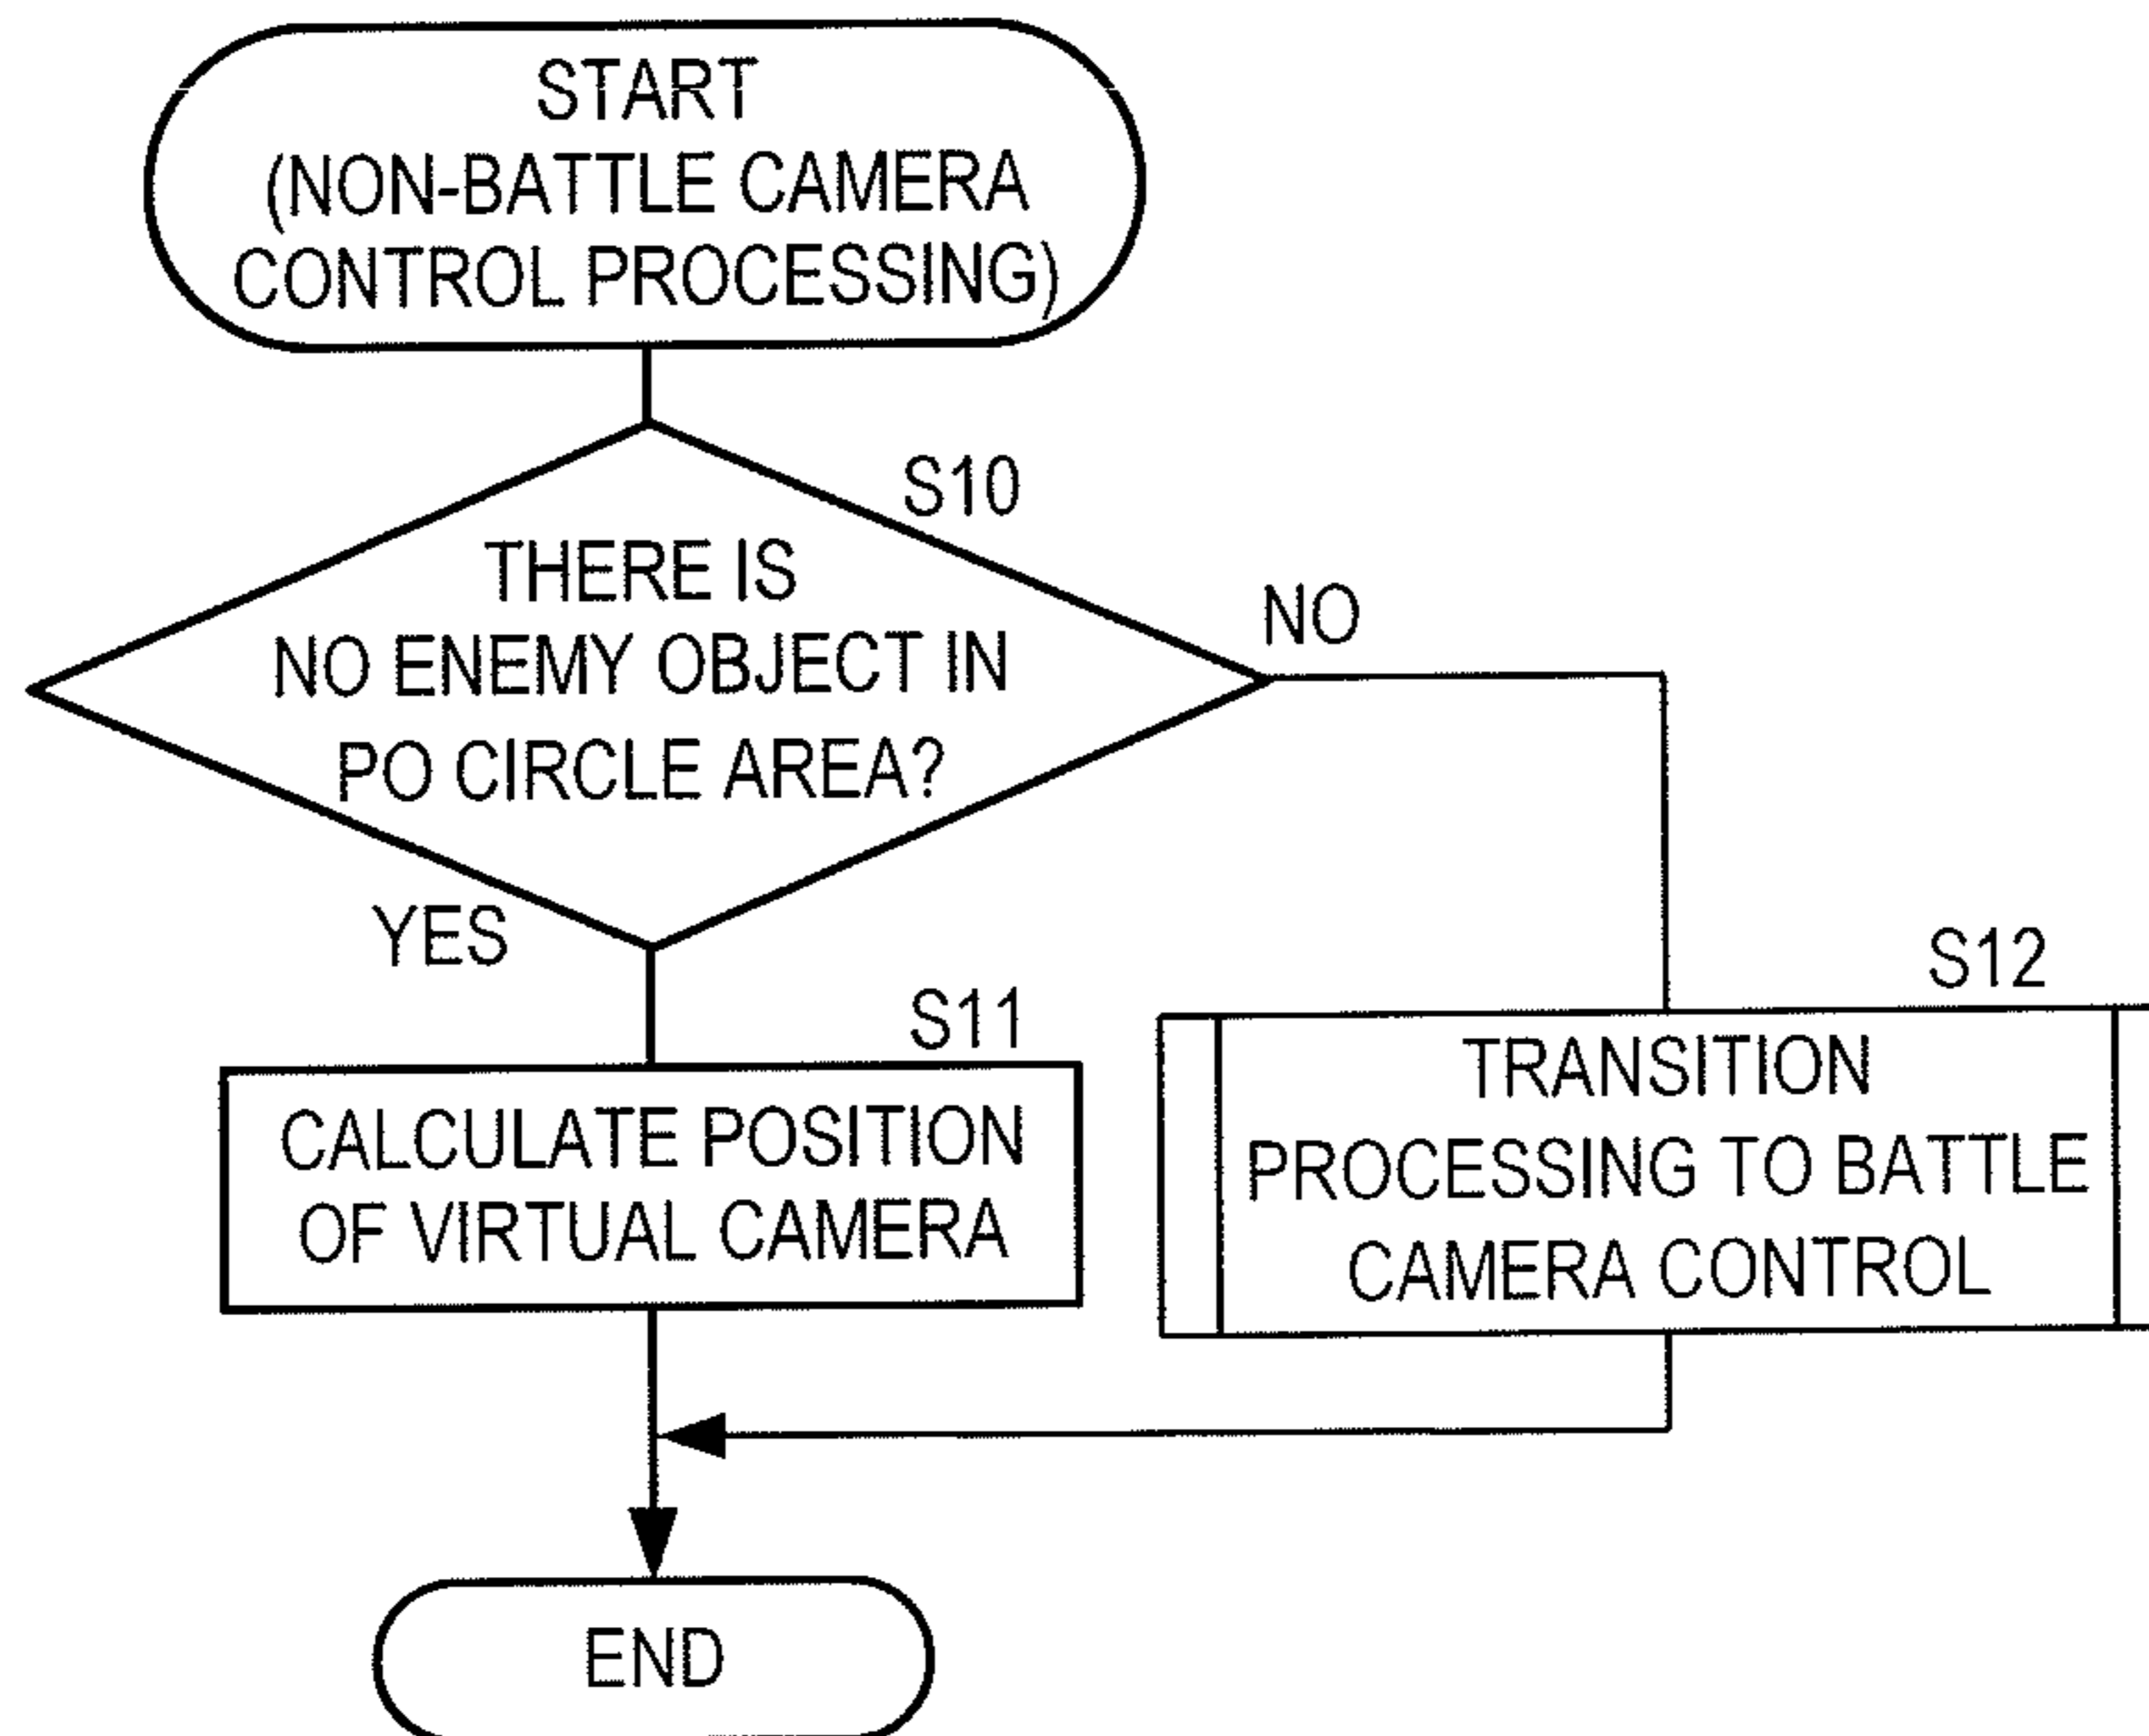 START
(NON-BATTLE CAMERA
CONTROL PROCESSING)
S10
THERE IS
NO ENEMY OBJECT IN
PO CIRCLE AREA?
NO
YES
S11
CALCULATE POSITION
OF VIRTUAL CAMERA
S12
TRANSITION
PROCESSING TO BATTLE
CAMERA CONTROL
END